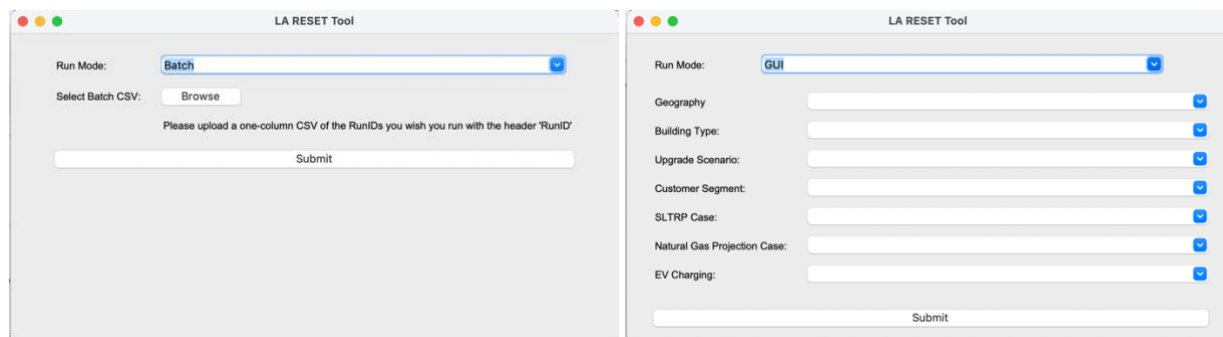 LA RESET Tool
Run Mode: Batch
Select Batch CSV: Browse
Please upload a one-column CSV of the RunIDs you wish you run with the header 'RunID'
Submit
LA RESET Tool
Run Mode: GUI
Geography
Building Type:
Upgrade Scenario:
Customer Segment:
SLTRP Case:
Natural Gas Projection Case:
EV Charging:
Submit